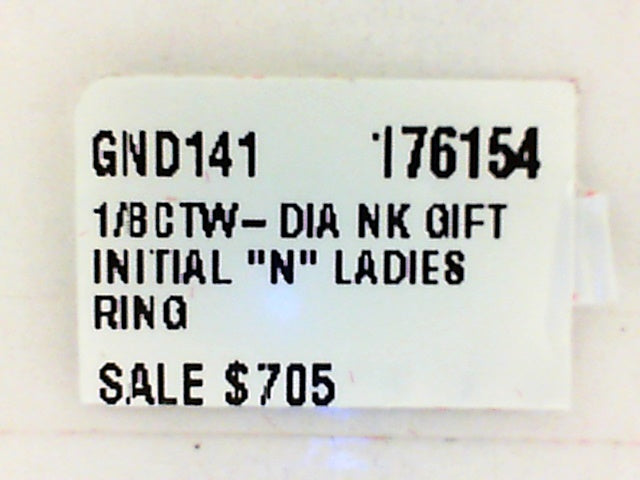 GND141 176154
1/8CTW- DIA NK GIFT
INITIAL "N" LADIES
RING
SALE $705